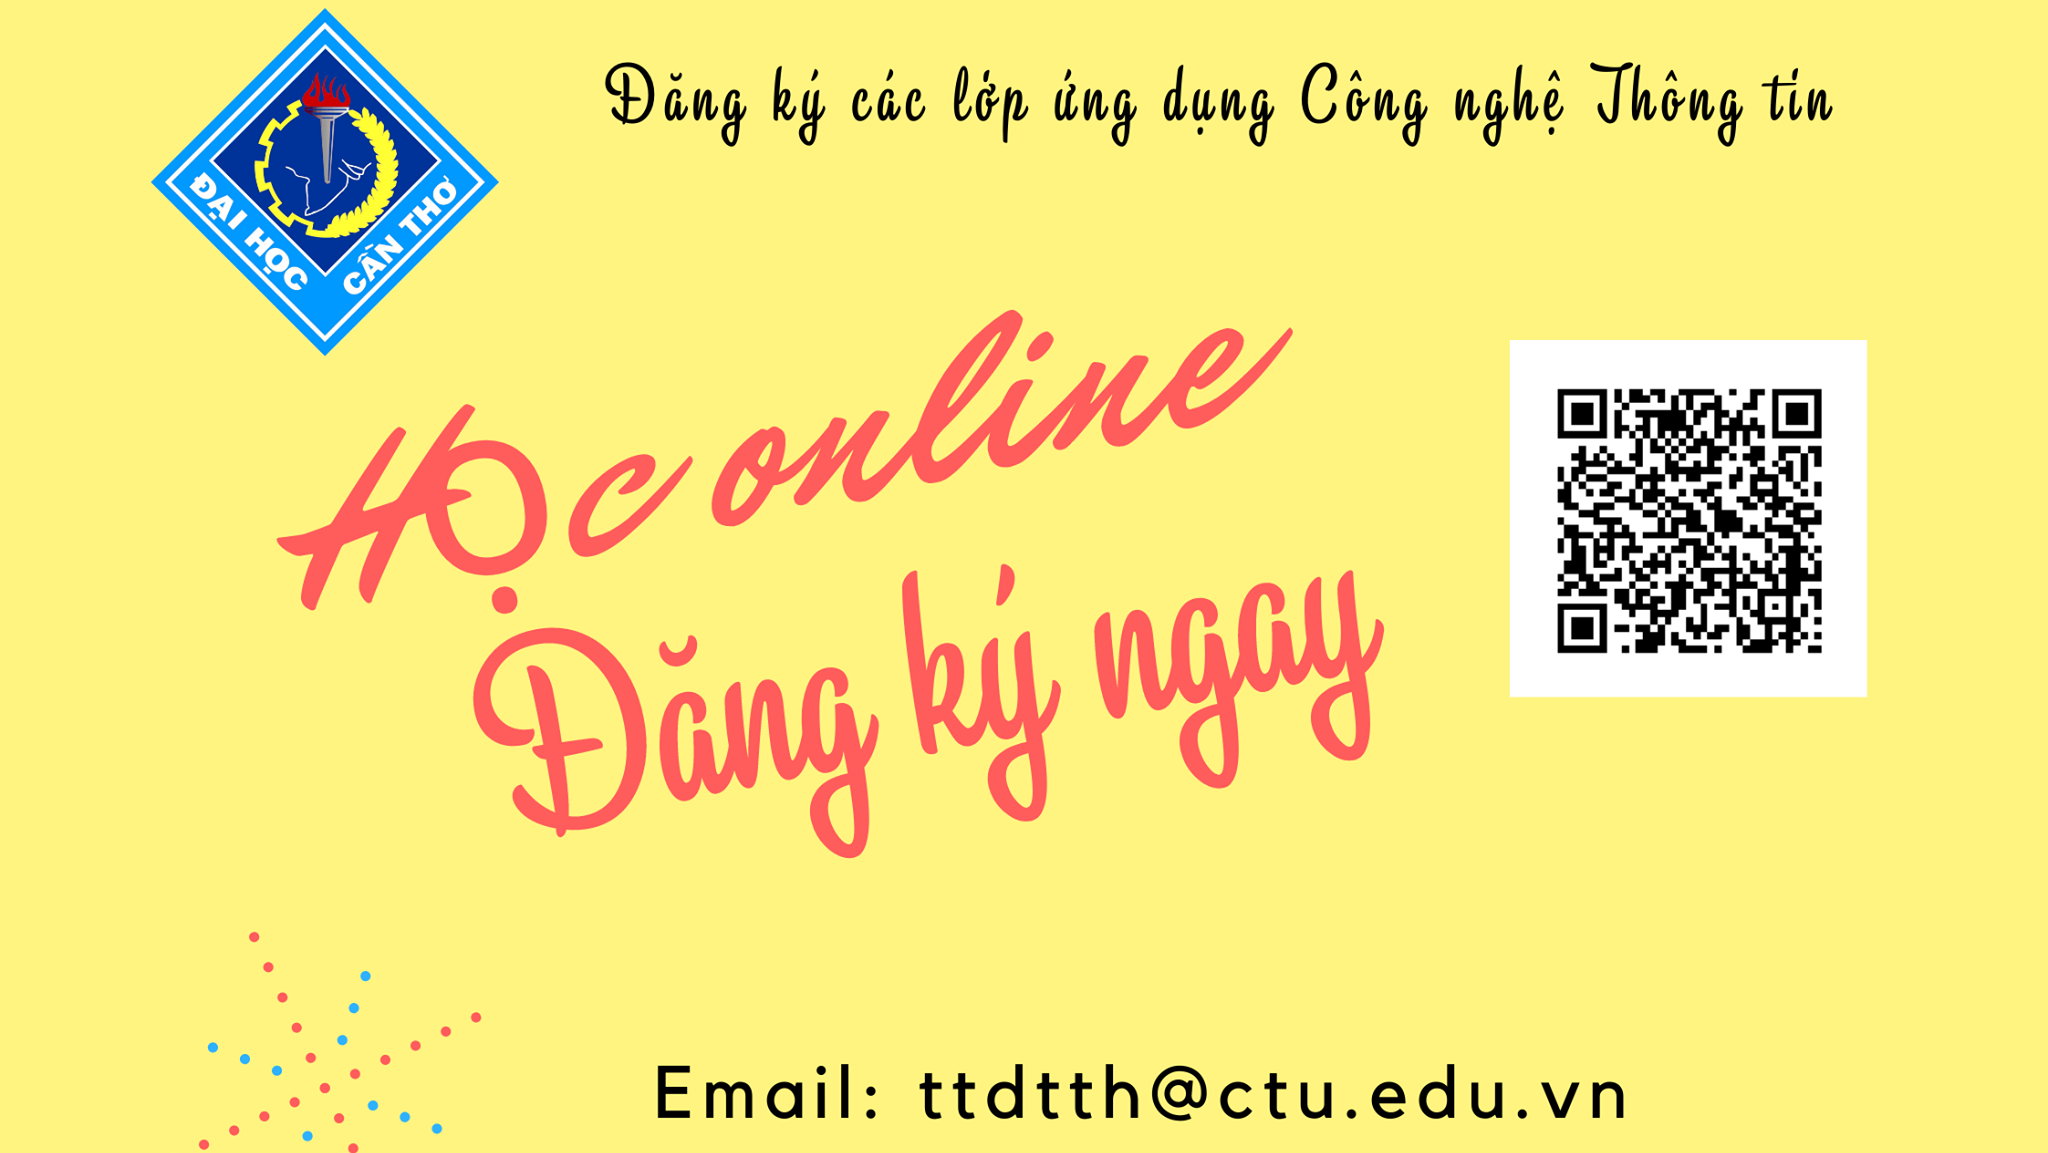 Đăng ký các lớp ứng dụng Công nghệ Thông tin
ĐẠI HỌC CẦN THƠ
HỌc online
Đăng ký ngay
Email: ttdtth@ctu.edu.vn